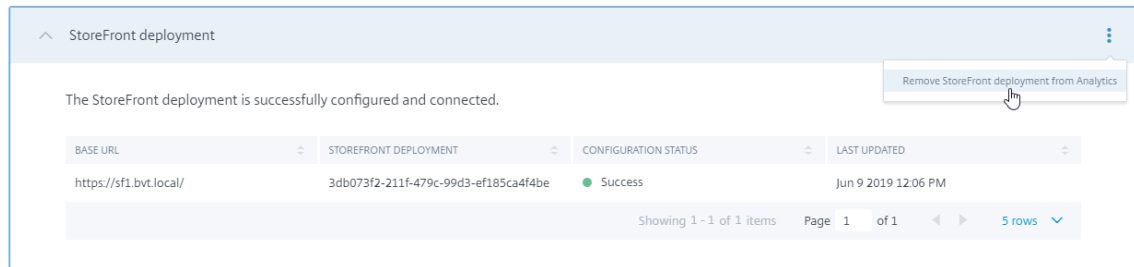 StoreFront deployment
Remove StoreFront deployment from Analytics
The StoreFront deployment is successfully configured and connected.
BASE URL STOREFRONT DEPLOYMENT CONFIGURATION STATUS LAST UPDATED
https://sf1.bvt.local/ 3db073f2-211f-479c-99d3-ef185ca4f4be Success Jun 9 2019 12:06 PM
Showing 1 - 1 of 1 items Page 1 of 1 5 rows